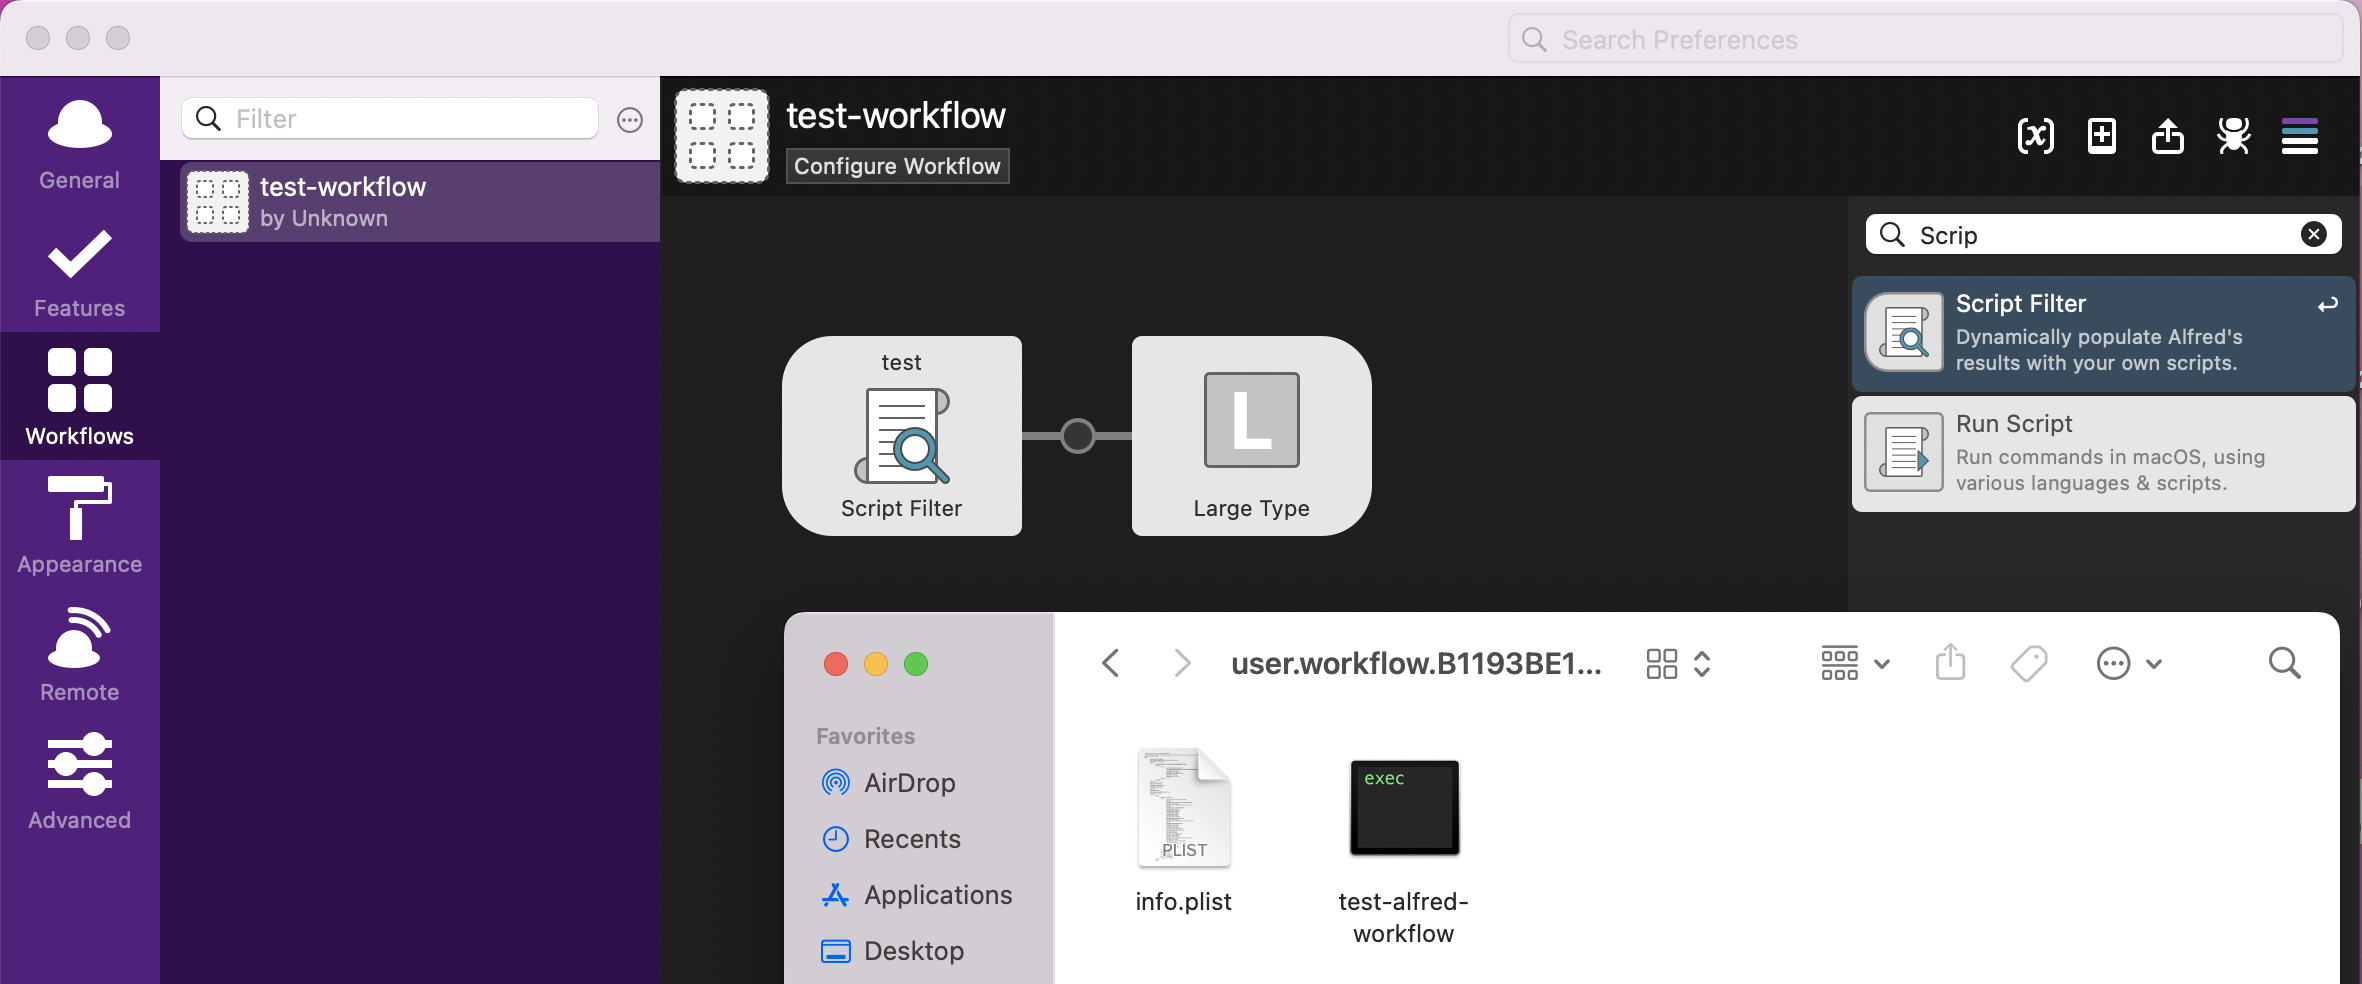 Search Preferences
General
Features
Workflows
Appearance
Remote
Advanced
Filter
test-workflow
by Unknown
test-workflow
Configure Workflow
Scrip
Script Filter
Dynamically populate Alfred's
results with your own scripts.
Run Script
Run commands in macOS, using
various languages & scripts.
test
Script Filter
L
Large Type
user.workflow.B1193BE1...
Favorites
AirDrop
Recents
Applications
Desktop
PLIST
info.plist
exec
test-alfred-
workflow